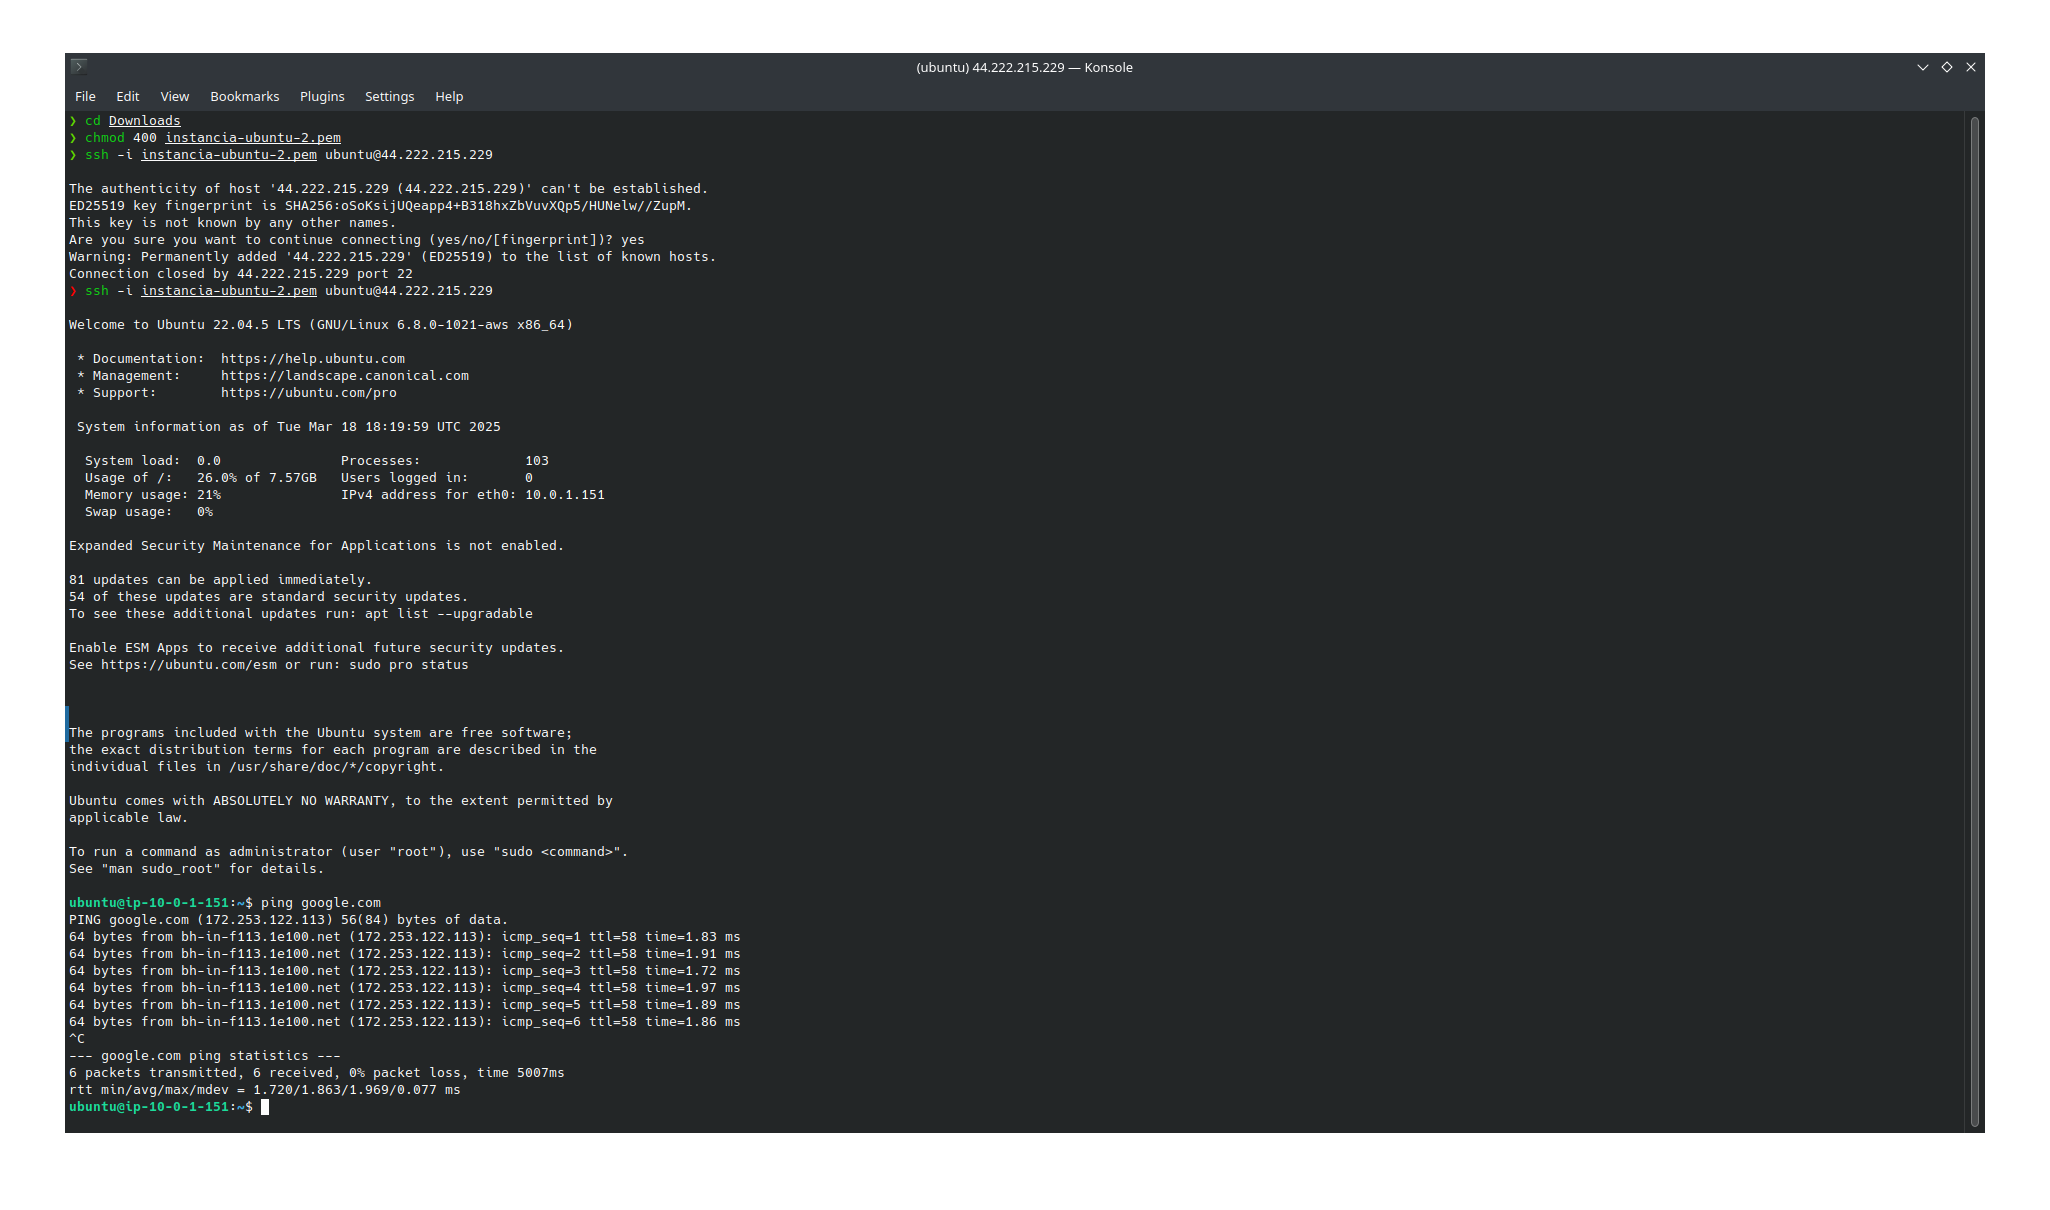 (ubuntu) 44.222.215.229 — Konsole
File Edit View Bookmarks Plugins Settings Help
❯ cd Downloads
❯ chmod 400 instancia-ubuntu-2.pem
❯ ssh -i instancia-ubuntu-2.pem ubuntu@44.222.215.229
The authenticity of host '44.222.215.229 (44.222.215.229)' can't be established.
ED25519 key fingerprint is SHA256:oSoKsijUQeapp4+B318hxZbVuvXQp5/HUNelw//ZupM.
This key is not known by any other names.
Are you sure you want to continue connecting (yes/no/[fingerprint])? yes
Warning: Permanently added '44.222.215.229' (ED25519) to the list of known hosts.
Connection closed by 44.222.215.229 port 22
❯ ssh -i instancia-ubuntu-2.pem ubuntu@44.222.215.229
Welcome to Ubuntu 22.04.5 LTS (GNU/Linux 6.8.0-1021-aws x86_64)
* Documentation: https://help.ubuntu.com
* Management: https://landscape.canonical.com
* Support: https://ubuntu.com/pro
System information as of Tue Mar 18 18:19:59 UTC 2025
System load: 0.0 Processes: 103
Usage of /: 26.0% of 7.57GB Users logged in: 0
Memory usage: 21% IPv4 address for eth0: 10.0.1.151
Swap usage: 0%
Expanded Security Maintenance for Applications is not enabled.
81 updates can be applied immediately.
54 of these updates are standard security updates.
To see these additional updates run: apt list --upgradable
Enable ESM Apps to receive additional future security updates.
See https://ubuntu.com/esm or run: sudo pro status
The programs included with the Ubuntu system are free software;
the exact distribution terms for each program are described in the
individual files in /usr/share/doc/*/copyright.
Ubuntu comes with ABSOLUTELY NO WARRANTY, to the extent permitted by
applicable law.
To run a command as administrator (user "root"), use "sudo <command>".
See "man sudo_root" for details.
ubuntu@ip-10-0-1-151:~$ ping google.com
PING google.com (172.253.122.113) 56(84) bytes of data.
64 bytes from bh-in-f113.1e100.net (172.253.122.113): icmp_seq=1 ttl=58 time=1.83 ms
64 bytes from bh-in-f113.1e100.net (172.253.122.113): icmp_seq=2 ttl=58 time=1.91 ms
64 bytes from bh-in-f113.1e100.net (172.253.122.113): icmp_seq=3 ttl=58 time=1.72 ms
64 bytes from bh-in-f113.1e100.net (172.253.122.113): icmp_seq=4 ttl=58 time=1.97 ms
64 bytes from bh-in-f113.1e100.net (172.253.122.113): icmp_seq=5 ttl=58 time=1.89 ms
64 bytes from bh-in-f113.1e100.net (172.253.122.113): icmp_seq=6 ttl=58 time=1.86 ms
^C
--- google.com ping statistics ---
6 packets transmitted, 6 received, 0% packet loss, time 5007ms
rtt min/avg/max/mdev = 1.720/1.863/1.969/0.077 ms
ubuntu@ip-10-0-1-151:~$